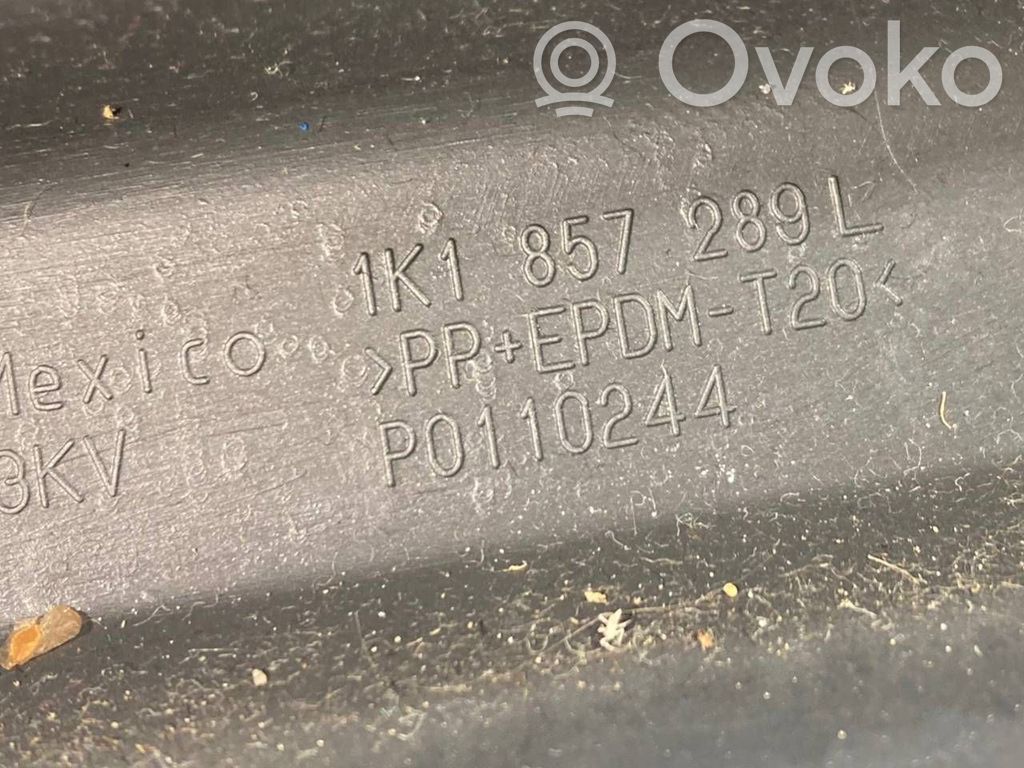 Ovoko
1K1 857 289 L
Mexico >PP+EPDM-T20<
3KV P0110244